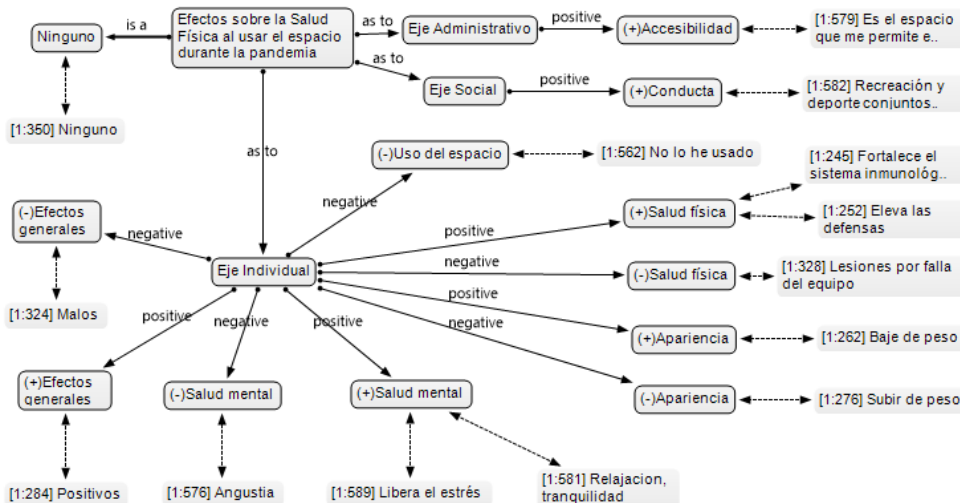 Ninguno
is a
Efectos sobre la Salud
Física al usar el espacio
durante la pandemia
as to
Eje Administrativo
positive
(+)Accesibilidad
[1:579] Es el espacio
que me permite e..
as to
Eje Social
positive
(+)Conducta
[1:582] Recreación y
deporte conjuntos..
[1:350] Ninguno
as to
(-)Uso del espacio
[1:562] No lo he usado
negative
[1:245] Fortalece el
sistema inmunológ..
(+)Salud física
[1:252] Eleva las
defensas
positive
(-)Efectos
generales
negative
Eje Individual
negative
(-)Salud física
[1:328] Lesiones por falla
del equipo
[1:324] Malos
positive
(+)Apariencia
[1:262] Baje de peso
negative
(-)Apariencia
[1:276] Subir de peso
positive
negative
positive
(+)Efectos
generales
(-)Salud mental
(+)Salud mental
[1:284] Positivos
[1:576] Angustia
[1:589] Libera el estrés
[1:581] Relajacion,
tranquilidad